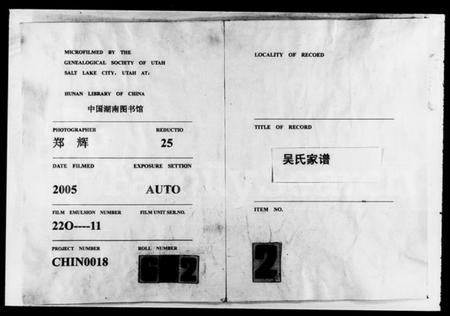 MICROFILMED BY THE
GENEALOGICAL SOCIETY OF UTAH
SALT LAKE CITY, UTAH AT:
HUNAN LIBRARY OF CHINA
中国湖南图书馆
PHOTOGRAPHER REDUCTIO
郑 辉 25
DATE FILMED EXPOSURE SETTION
2005 AUTO
FILM EMULSION NUMBER FILM UNIT SER.NO.
22O----11
PROJECT NUMBER ROLL NUMBER
CHIN0018
LOCALITY OF RECORD
TITLE OF RECORD
吴氏家谱
ITEM NO.
2